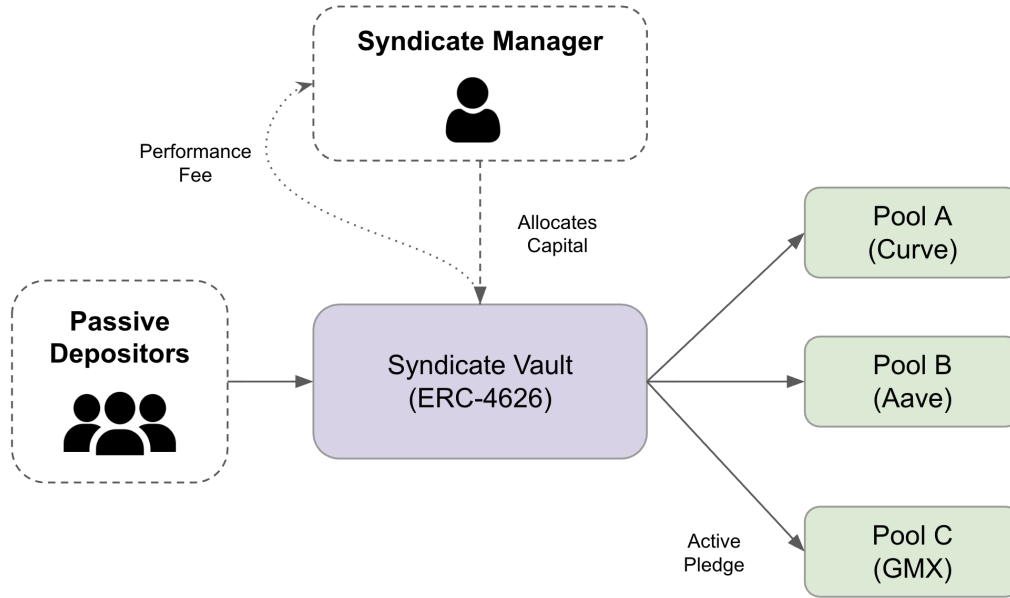 Syndicate Manager
Performance
Fee
Allocates
Capital
Passive
Depositors
Syndicate Vault
(ERC-4626)
Pool A
(Curve)
Pool B
(Aave)
Active
Pledge
Pool C
(GMX)